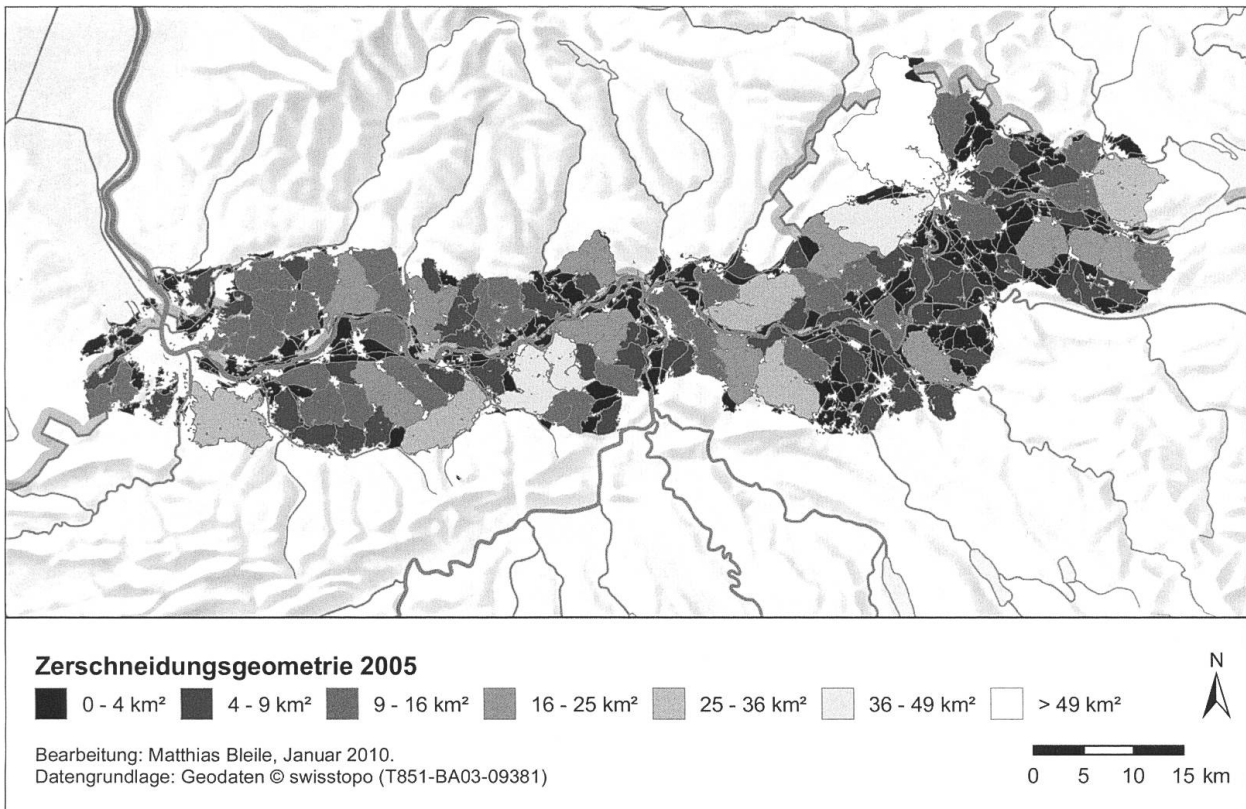 Zerschneidungsgeometrie 2005
0 - 4 km² 4 - 9 km² 9 - 16 km² 16 - 25 km² 25 - 36 km² 36 - 49 km² > 49 km²
N
Bearbeitung: Matthias Bleile, Januar 2010.
Datengrundlage: Geodaten © swisstopo (T851-BA03-09381)
0 5 10 15 km